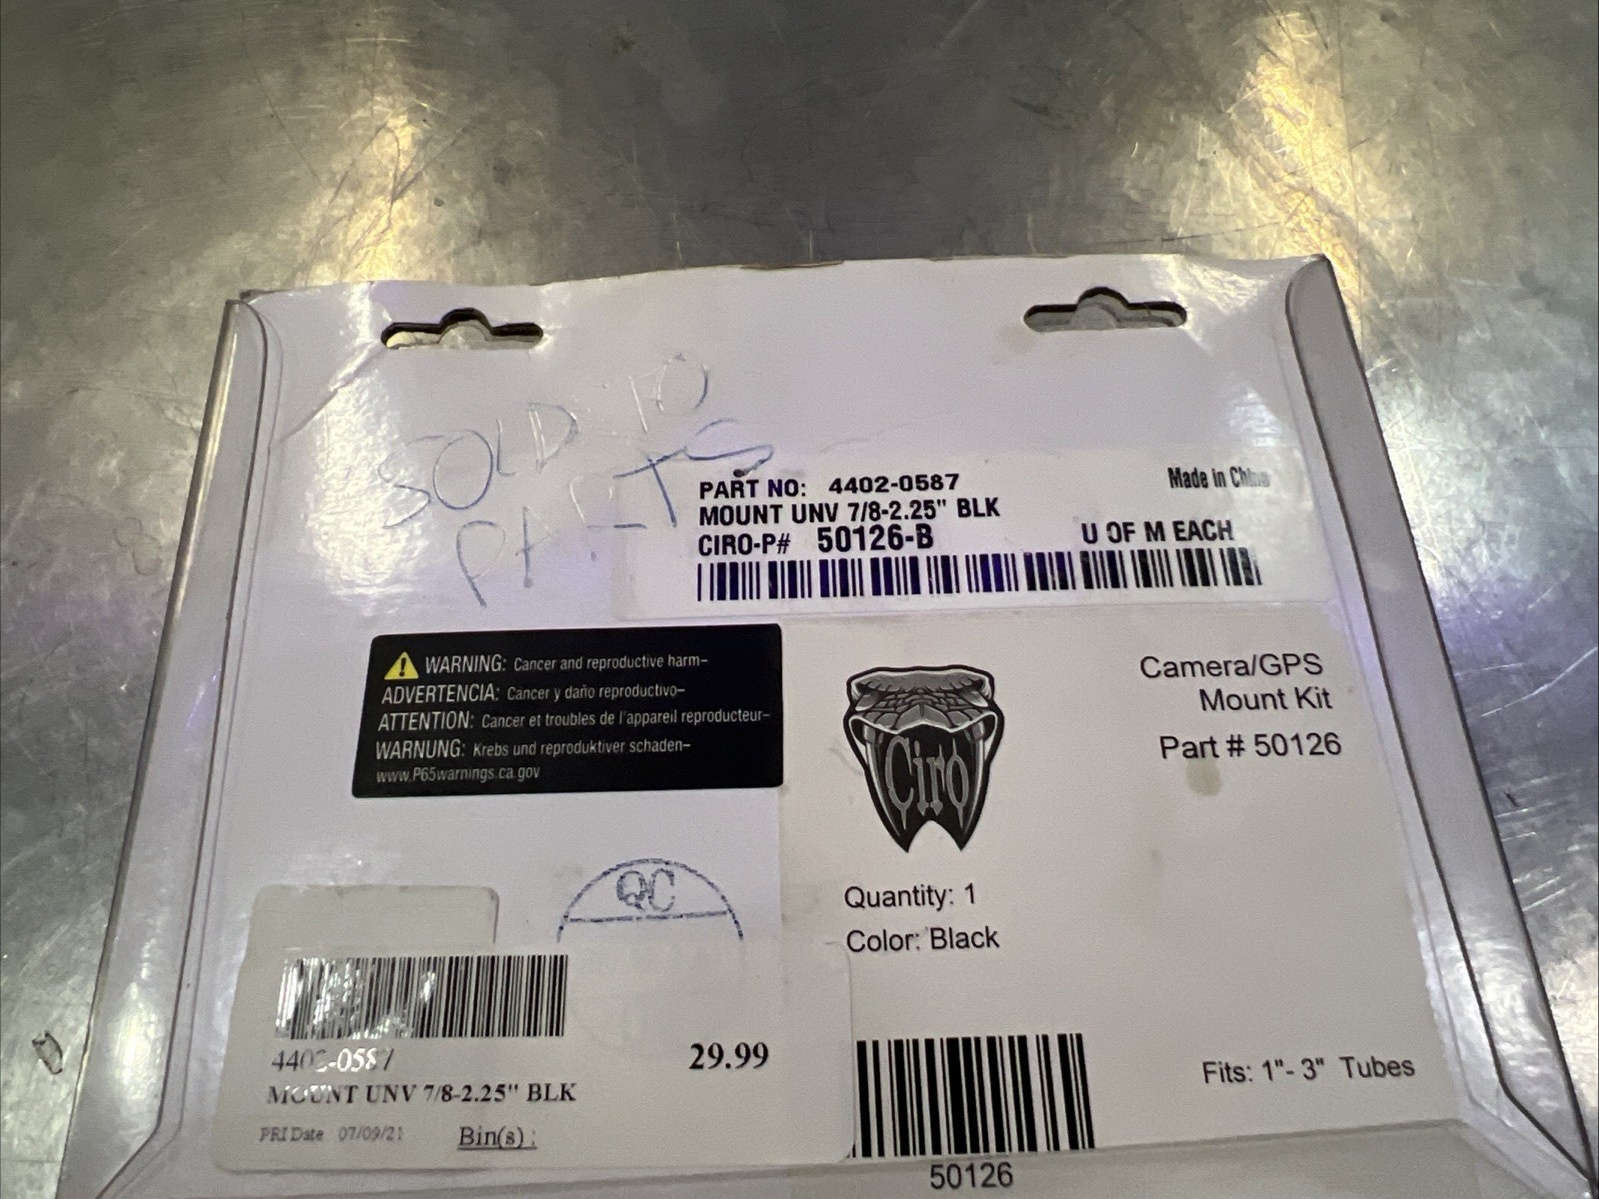 SOLD TO
PARTS
PART NO: 4402-0587
Made in China
MOUNT UNV 7/8-2.25" BLK
CIRO-P# 50126-B
U OF M EACH
WARNING: Cancer and reproductive harm–
ADVERTENCIA: Cancer y daño reproductivo–
ATTENTION: Cancer et troubles de l'appareil reproducteur–
WARNUNG: Krebs und reproduktiver schaden–
www.P65warnings.ca.gov
Ciro
Camera/GPS
Mount Kit
Part # 50126
QC
Quantity: 1
Color: Black
4402-0587
29.99
MOUNT UNV 7/8-2.25" BLK
PRI Date 07/09/21
Bin(s) :
Fits: 1"- 3" Tubes
50126